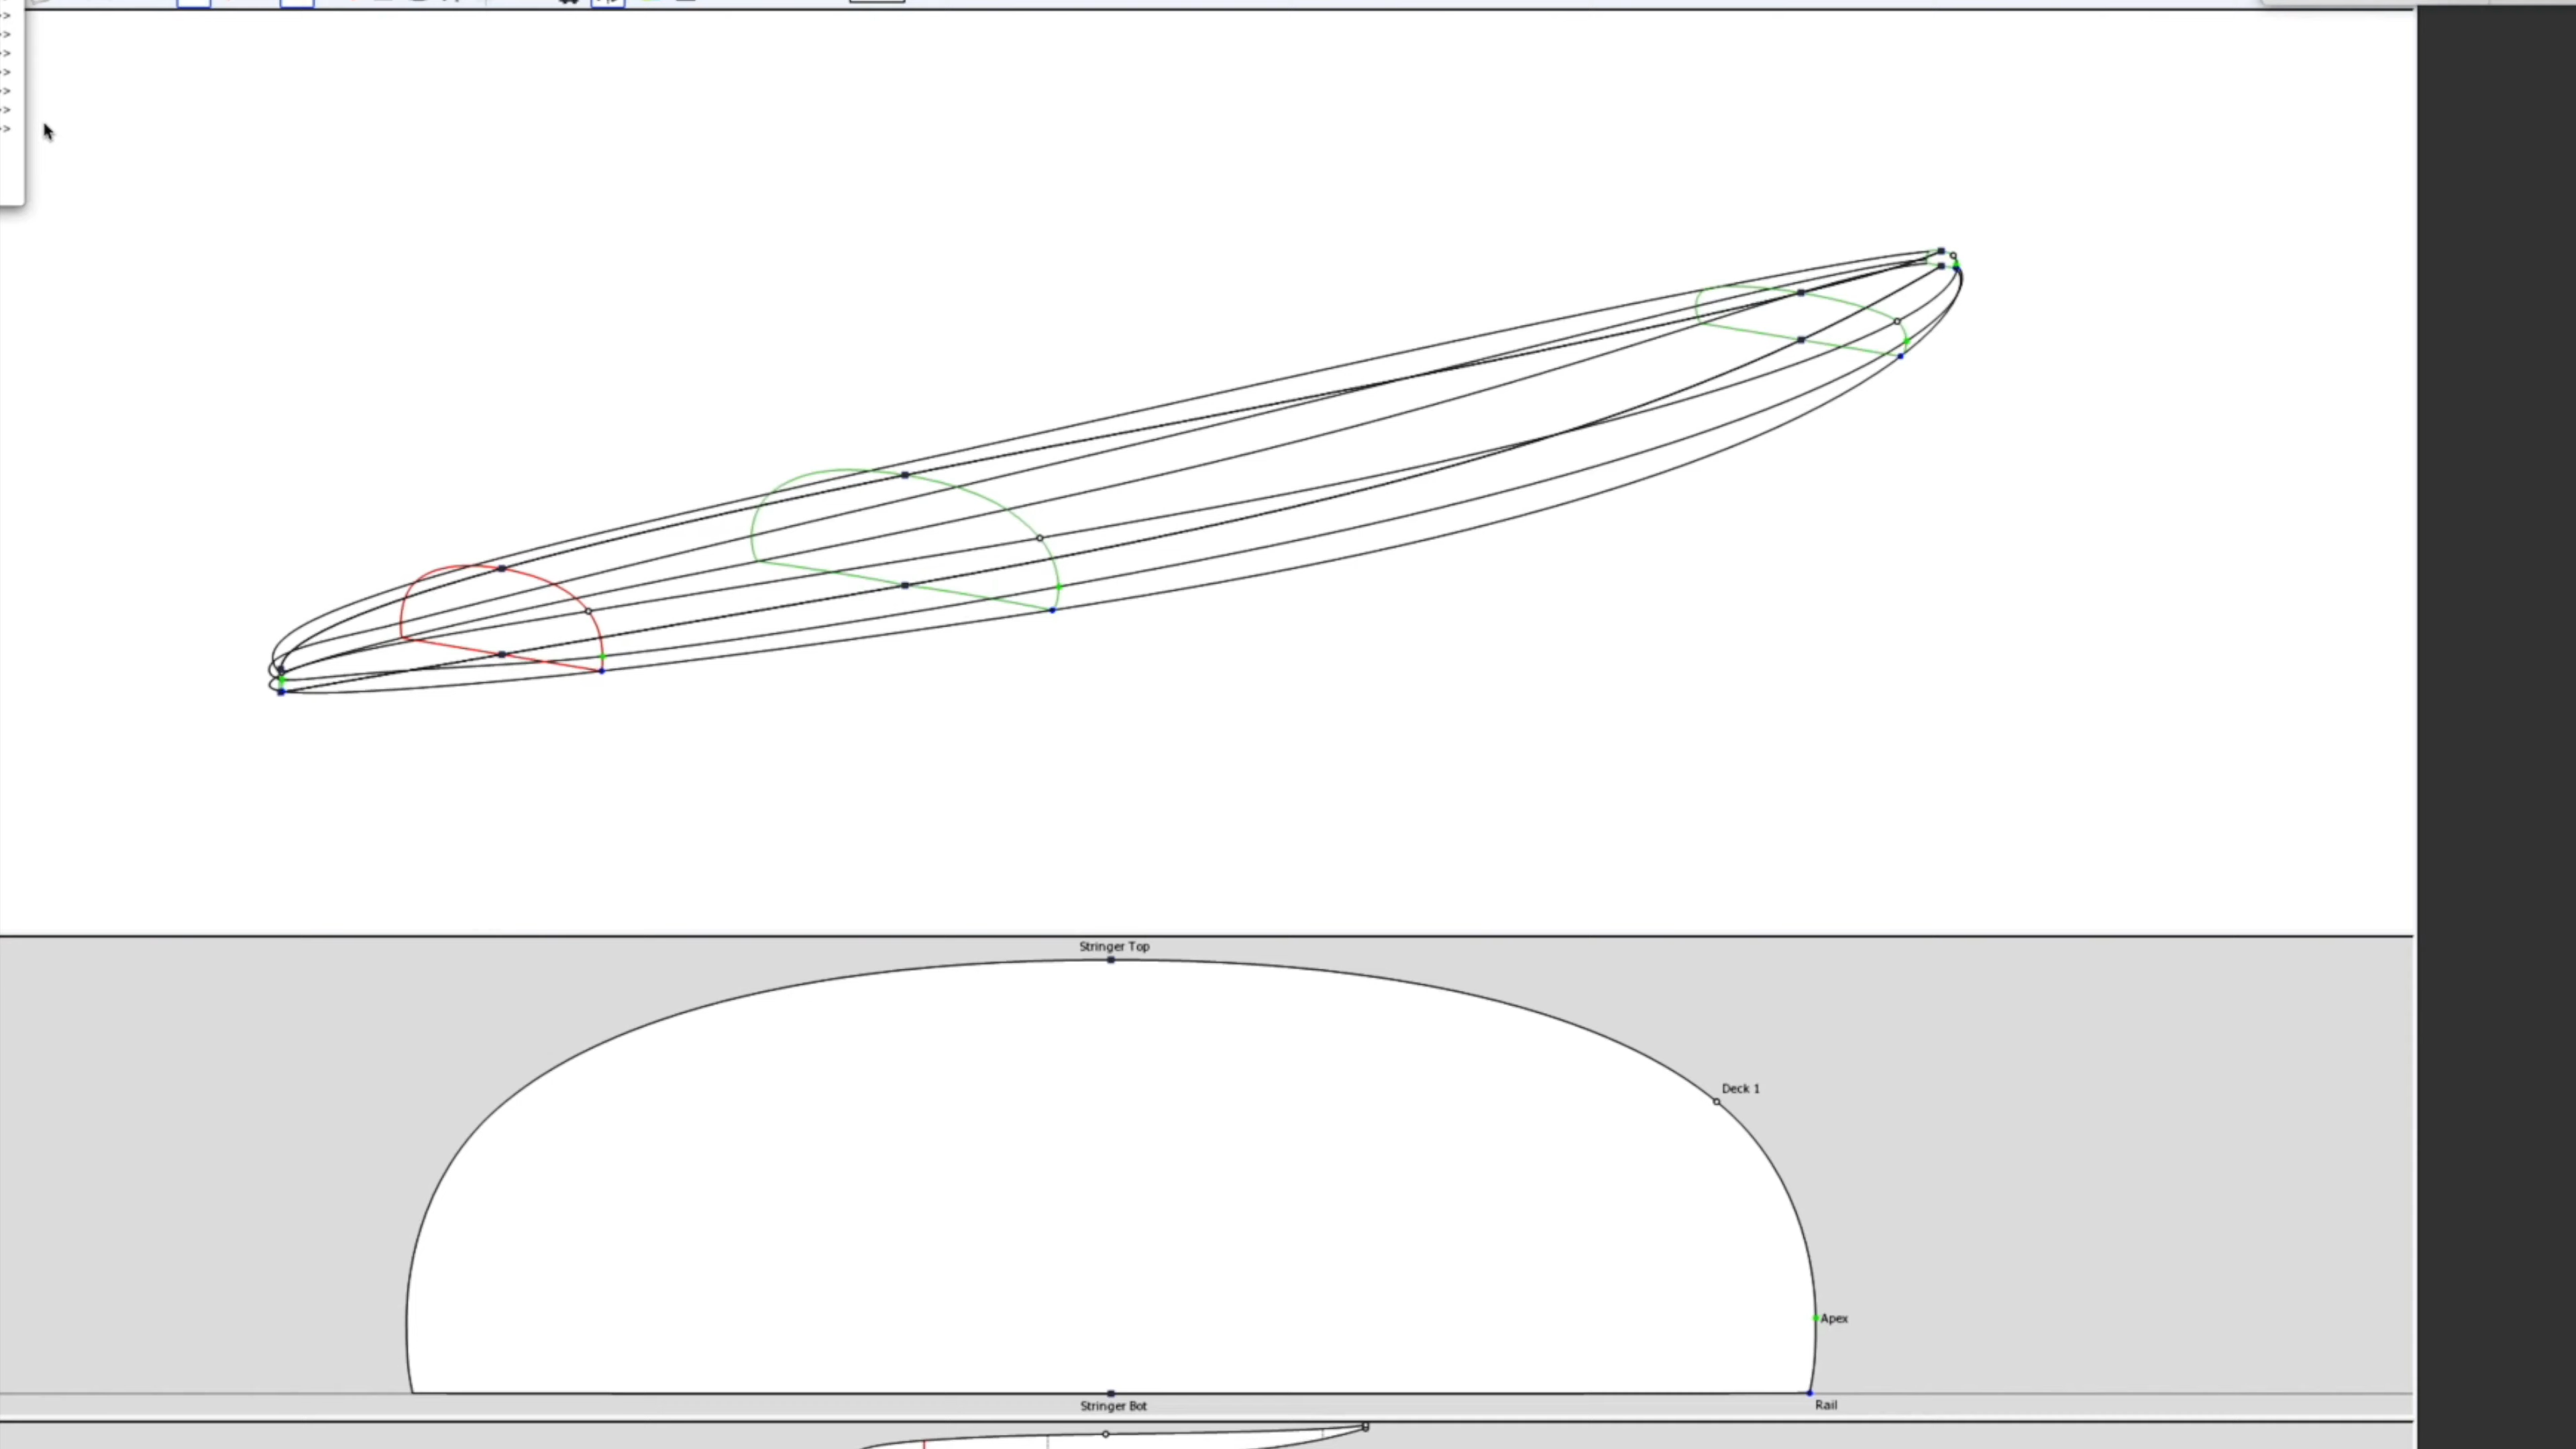 >
>
>
>
>
>
>
Stringer Top
Deck 1
Apex
Stringer Bot
Rail